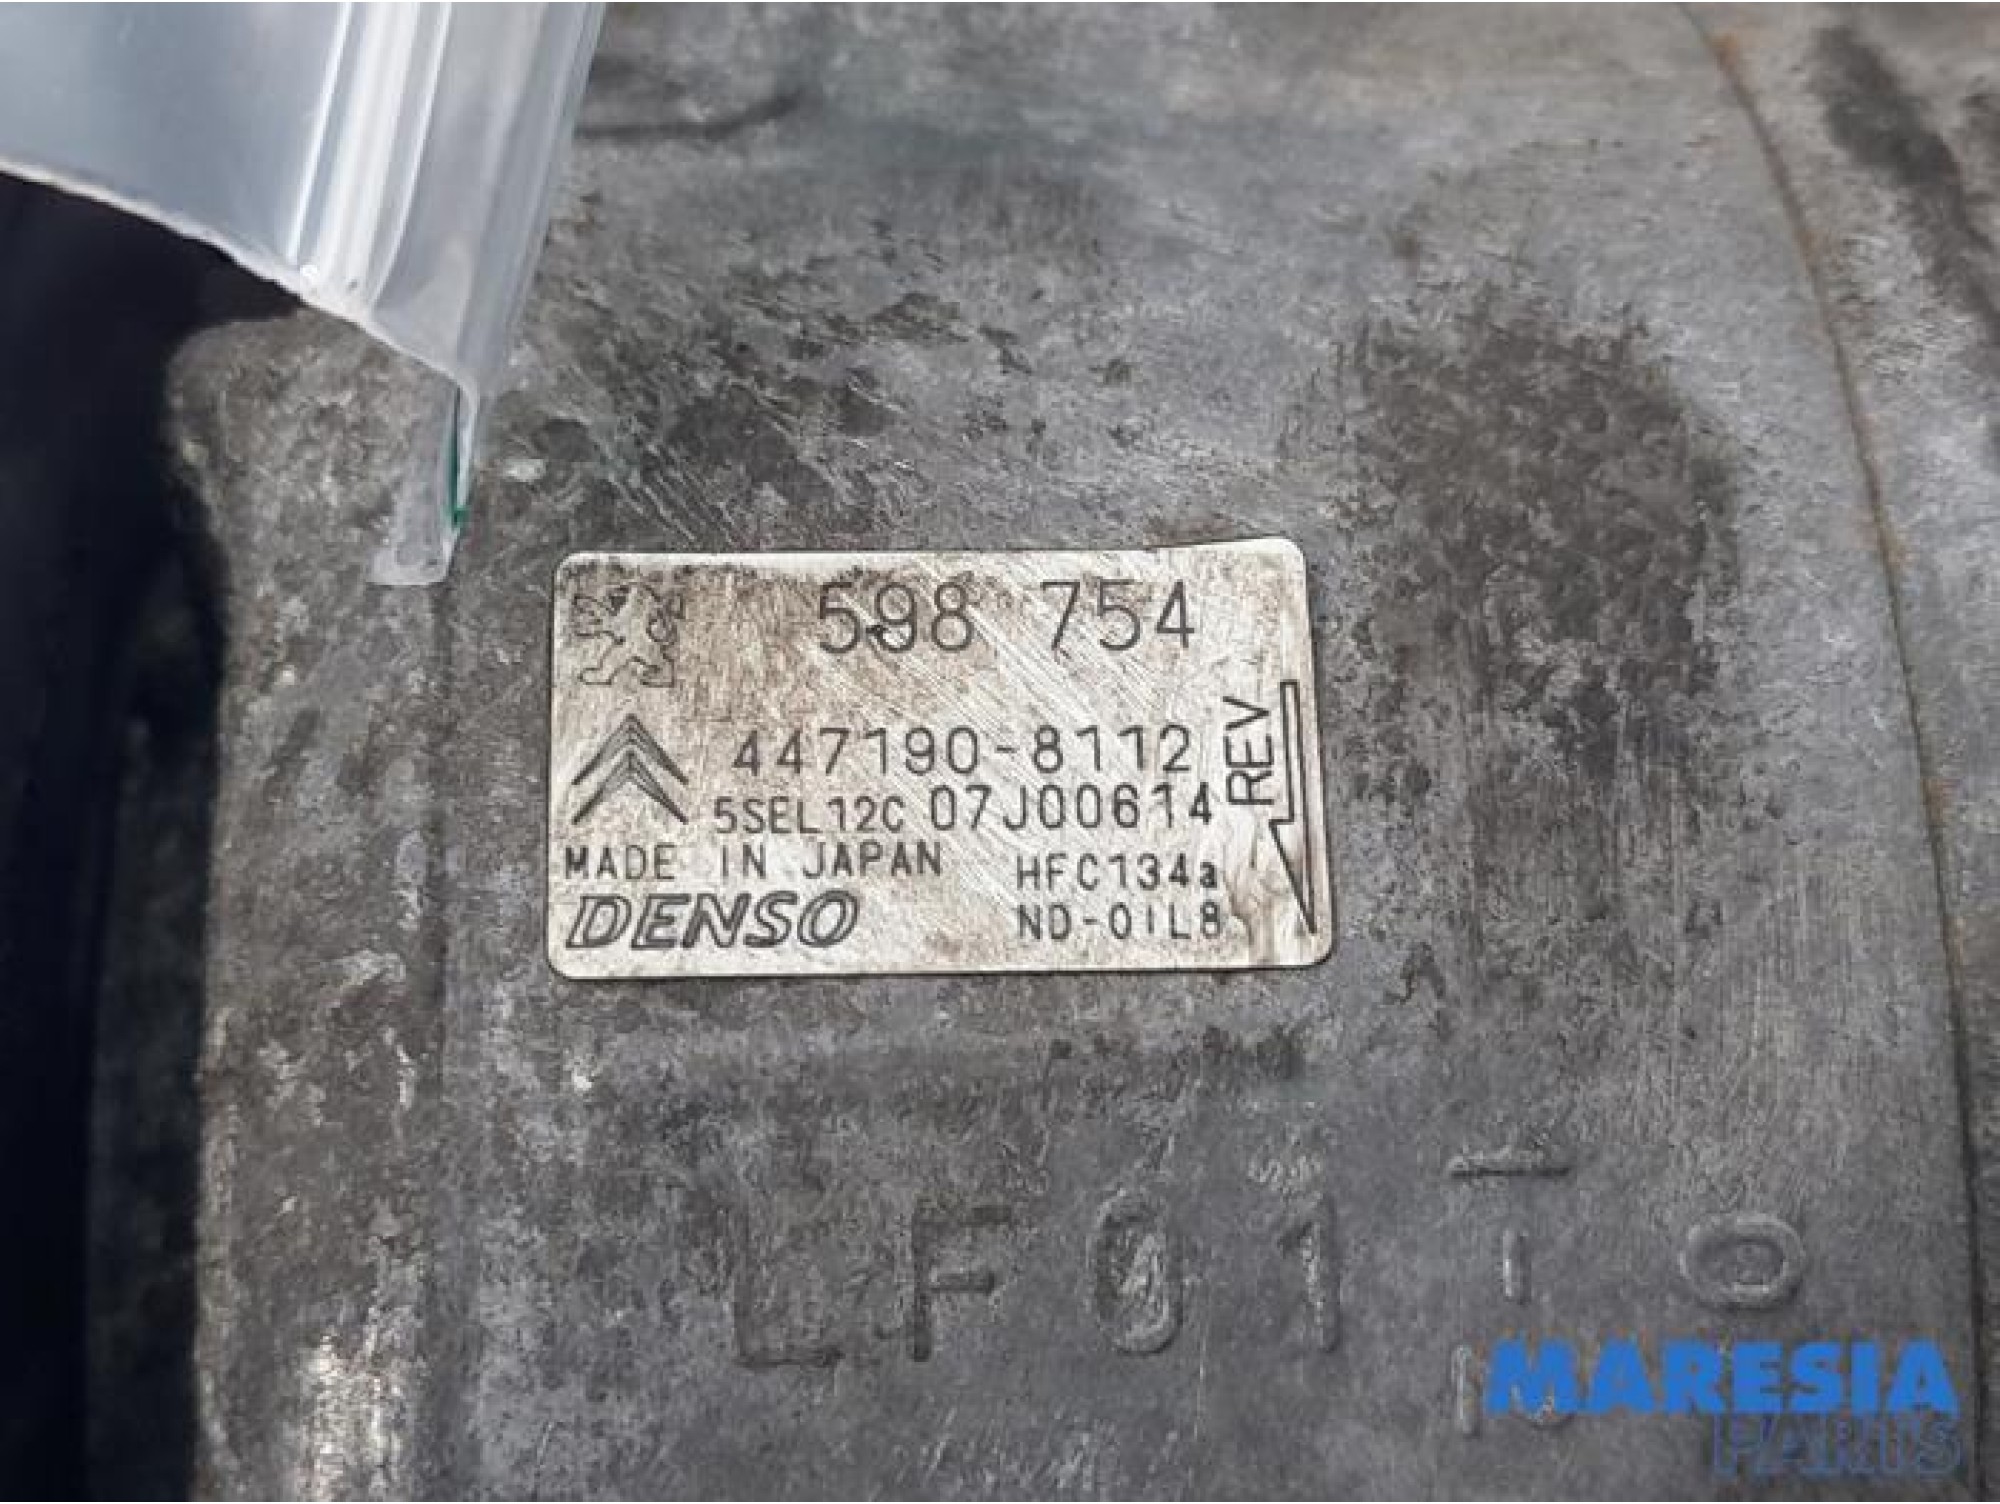 598 754
447190-8112
5SEL12C 07J00614
REV
MADE IN JAPAN
HFC134a
DENSO
ND-OIL8
LF01
MARESIA
PARTS